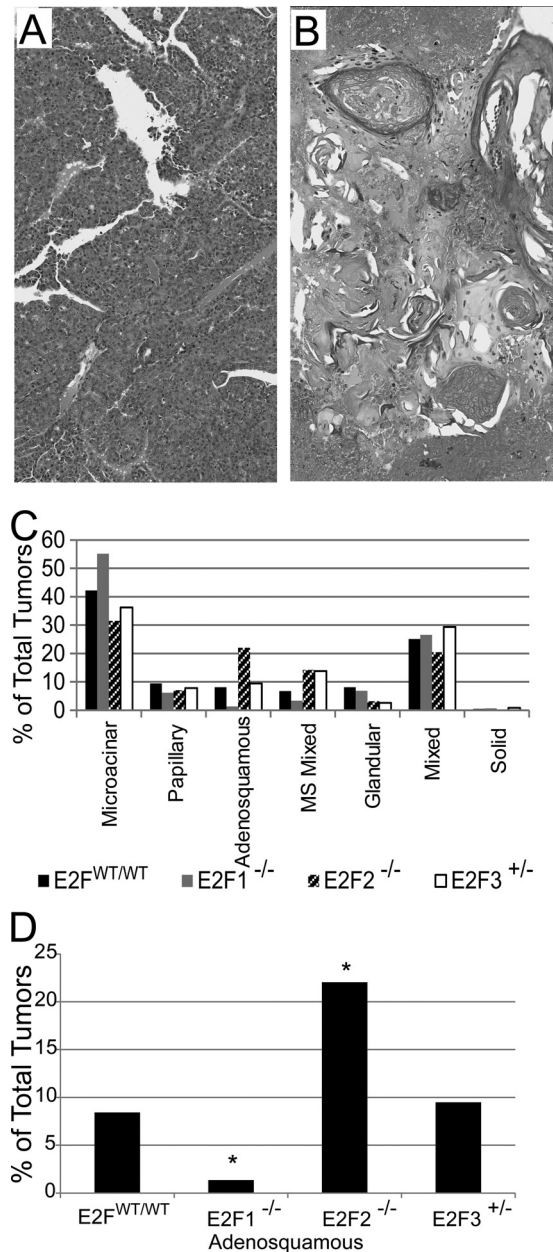 A
B
C
% of Total Tumors
60
50
40
30
20
10
0
Microacinar
Papillary
Adenosquamous
MS Mixed
Glandular
Mixed
Solid
E2F WT/WT
E2F1 -/-
E2F2 -/-
E2F3 +/-
D
% of Total Tumors
25
20
15
10
5
0
*
*
E2F WT/WT
E2F1 -/-
E2F2 -/-
E2F3 +/-
Adenosquamous